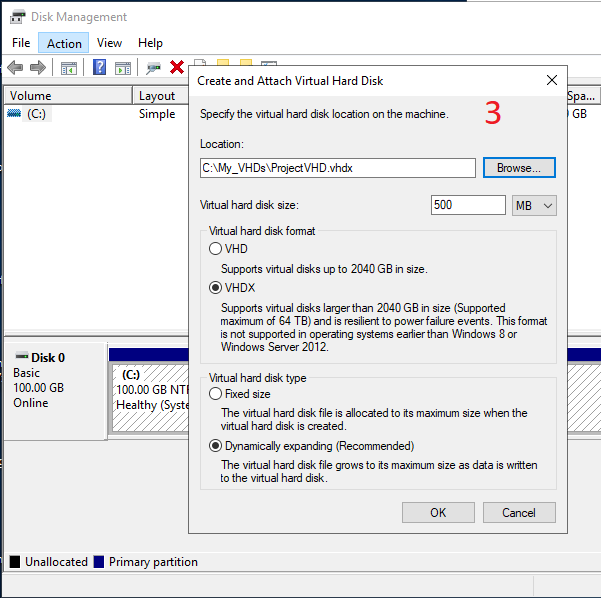 Disk Management
File Action View Help
Volume Layout
(C:) Simple
Spa...
GB
Create and Attach Virtual Hard Disk
Specify the virtual hard disk location on the machine.
3
Location:
C:\My_VHDs\ProjectVHD.vhdx Browse...
Virtual hard disk size: 500 MB
Virtual hard disk format
VHD
Supports virtual disks up to 2040 GB in size.
VHDX
Supports virtual disks larger than 2040 GB in size (Supported
maximum of 64 TB) and is resilient to power failure events. This format
is not supported in operating systems earlier than Windows 8 or
Windows Server 2012.
Virtual hard disk type
Fixed size
The virtual hard disk file is allocated to its maximum size when the
virtual hard disk is created.
Dynamically expanding (Recommended)
The virtual hard disk file grows to its maximum size as data is written
to the virtual hard disk.
OK Cancel
Disk 0
Basic
100.00 GB
Online
(C:)
100.00 GB NTF
Healthy (Syste
Unallocated Primary partition